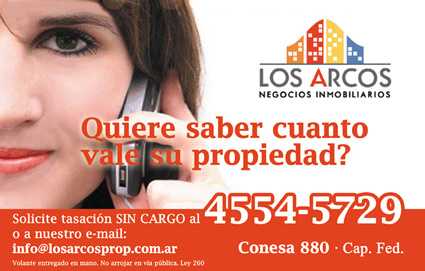 LOS ARCOS
NEGOCIOS INMOBILIARIOS
Quiere saber cuanto
vale su propiedad?
Solicite tasación SIN CARGO al 4554-5729
o a nuestro e-mail:
info@losarcosprop.com.ar
Conesa 880 · Cap. Fed.
Volante entregado en mano. No arrojar en vía pública. Ley 260